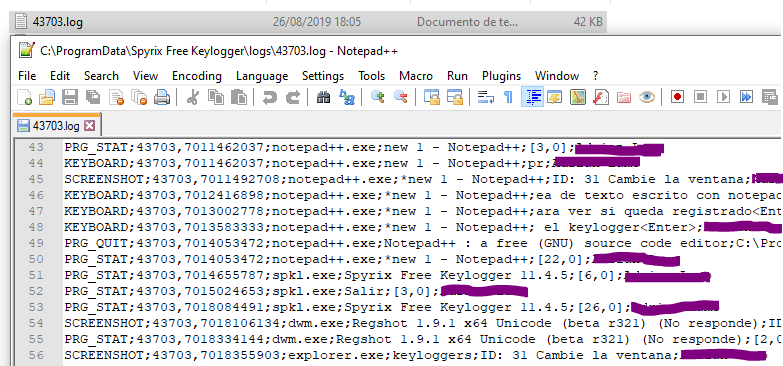 43703.log 26/08/2019 18:05 Documento de te... 42 KB
C:\ProgramData\Spyrix Free Keylogger\logs\43703.log - Notepad++
File Edit Search View Encoding Language Settings Tools Macro Run Plugins Window ?
43703.log
43 PRG_STAT;43703,7011462037;notepad++.exe;new 1 - Notepad++;[3,0];
44 KEYBOARD;43703,7011462037;notepad++.exe;new 1 - Notepad++;pr;
45 SCREENSHOT;43703,7011492708;notepad++.exe;*new 1 - Notepad++;ID: 31 Cambie la ventana;
46 KEYBOARD;43703,7012416898;notepad++.exe;*new 1 - Notepad++;ea de texto escrito con notepad
47 KEYBOARD;43703,7013002778;notepad++.exe;*new 1 - Notepad++;ara ver si queda registrado<Ent
48 KEYBOARD;43703,7013583333;notepad++.exe;*new 1 - Notepad++; el keylogger<Enter>;
49 PRG_QUIT;43703,7014053472;notepad++.exe;Notepad++ : a free (GNU) source code editor;C:\Pro
50 PRG_STAT;43703,7014053472;notepad++.exe;*new 1 - Notepad++;[22,0];
51 PRG_STAT;43703,7014655787;spkl.exe;Spyrix Free Keylogger 11.4.5;[6,0];
52 PRG_STAT;43703,7015024653;spkl.exe;Salir;[3,0];
53 PRG_STAT;43703,7018084491;spkl.exe;Spyrix Free Keylogger 11.4.5;[26,0];
54 SCREENSHOT;43703,7018106134;dwm.exe;Regshot 1.9.1 x64 Unicode (beta r321) (No responde);ID
55 PRG_STAT;43703,7018334144;dwm.exe;Regshot 1.9.1 x64 Unicode (beta r321) (No responde);[2,0
56 SCREENSHOT;43703,7018355903;explorer.exe;keyloggers;ID: 31 Cambie la ventana;